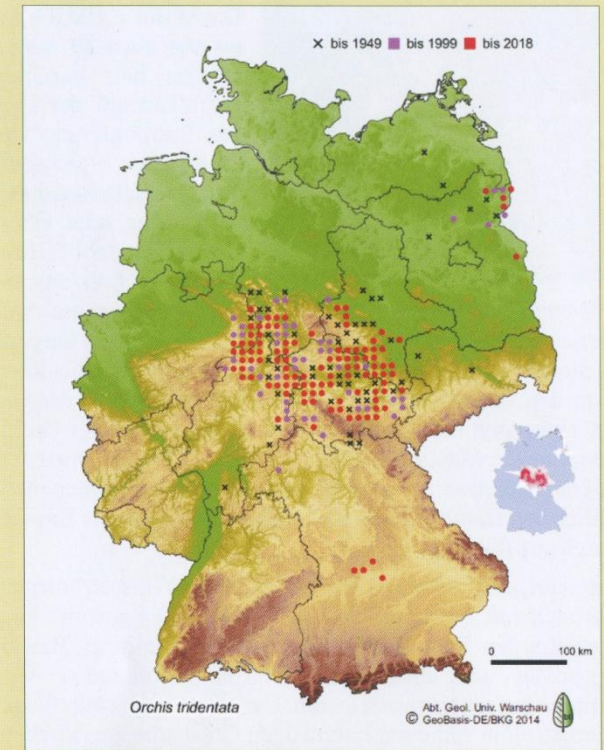 × bis 1949 ■ bis 1999 ■ bis 2018
0 100 km
Orchis tridentata
Abt. Geol. Univ. Warschau
© GeoBasis-DE/BKG 2014